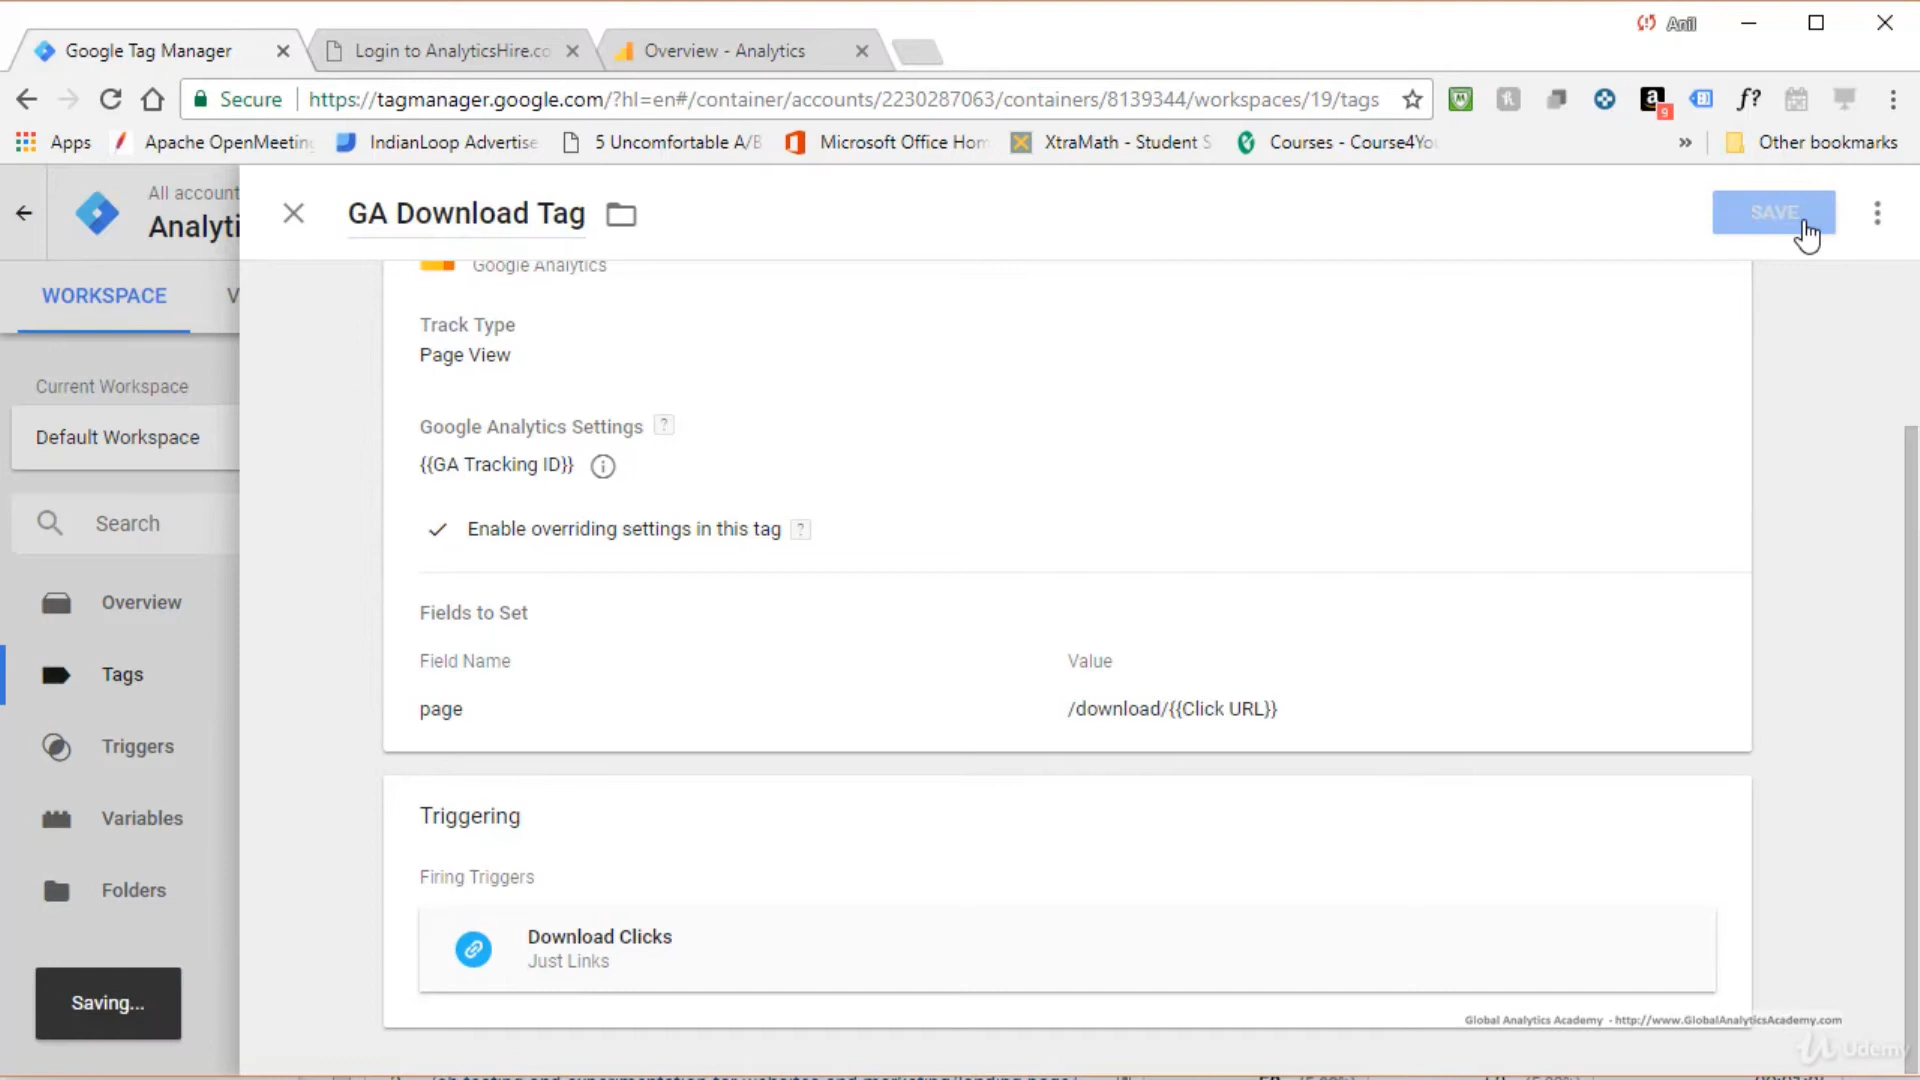 Anil
Google Tag Manager
Login to AnalyticsHire.co
Overview - Analytics
Secure
https://tagmanager.google.com/?hl=en#/container/accounts/2230287063/containers/8139344/workspaces/19/tags
a
9
f?
Apps
Apache OpenMeeting
IndianLoop Advertise
5 Uncomfortable A/B
Microsoft Office Hom
XtraMath - Student S
Courses - Course4Yo
»
Other bookmarks
All account
Analyti
GA Download Tag
SAVE
WORKSPACE
V
Google Analytics
Track Type
Page View
Current Workspace
Default Workspace
Google Analytics Settings ?
{{GA Tracking ID}}
Search
Enable overriding settings in this tag ?
Overview
Fields to Set
Field Name
Value
page
/download/{{Click URL}}
Tags
Triggers
Variables
Folders
Triggering
Firing Triggers
Download Clicks
Just Links
Saving...
Global Analytics Academy - http://www.GlobalAnalyticsAcademy.com
Udemy